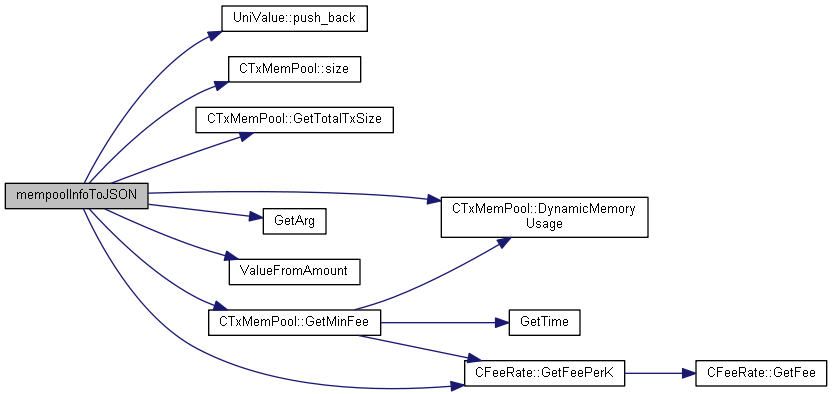 UniValue::push_back
CTxMemPool::size
CTxMemPool::GetTotalTxSize
mempoolInfoToJSON
CTxMemPool::DynamicMemory
Usage
GetArg
ValueFromAmount
CTxMemPool::GetMinFee
GetTime
CFeeRate::GetFeePerK
CFeeRate::GetFee